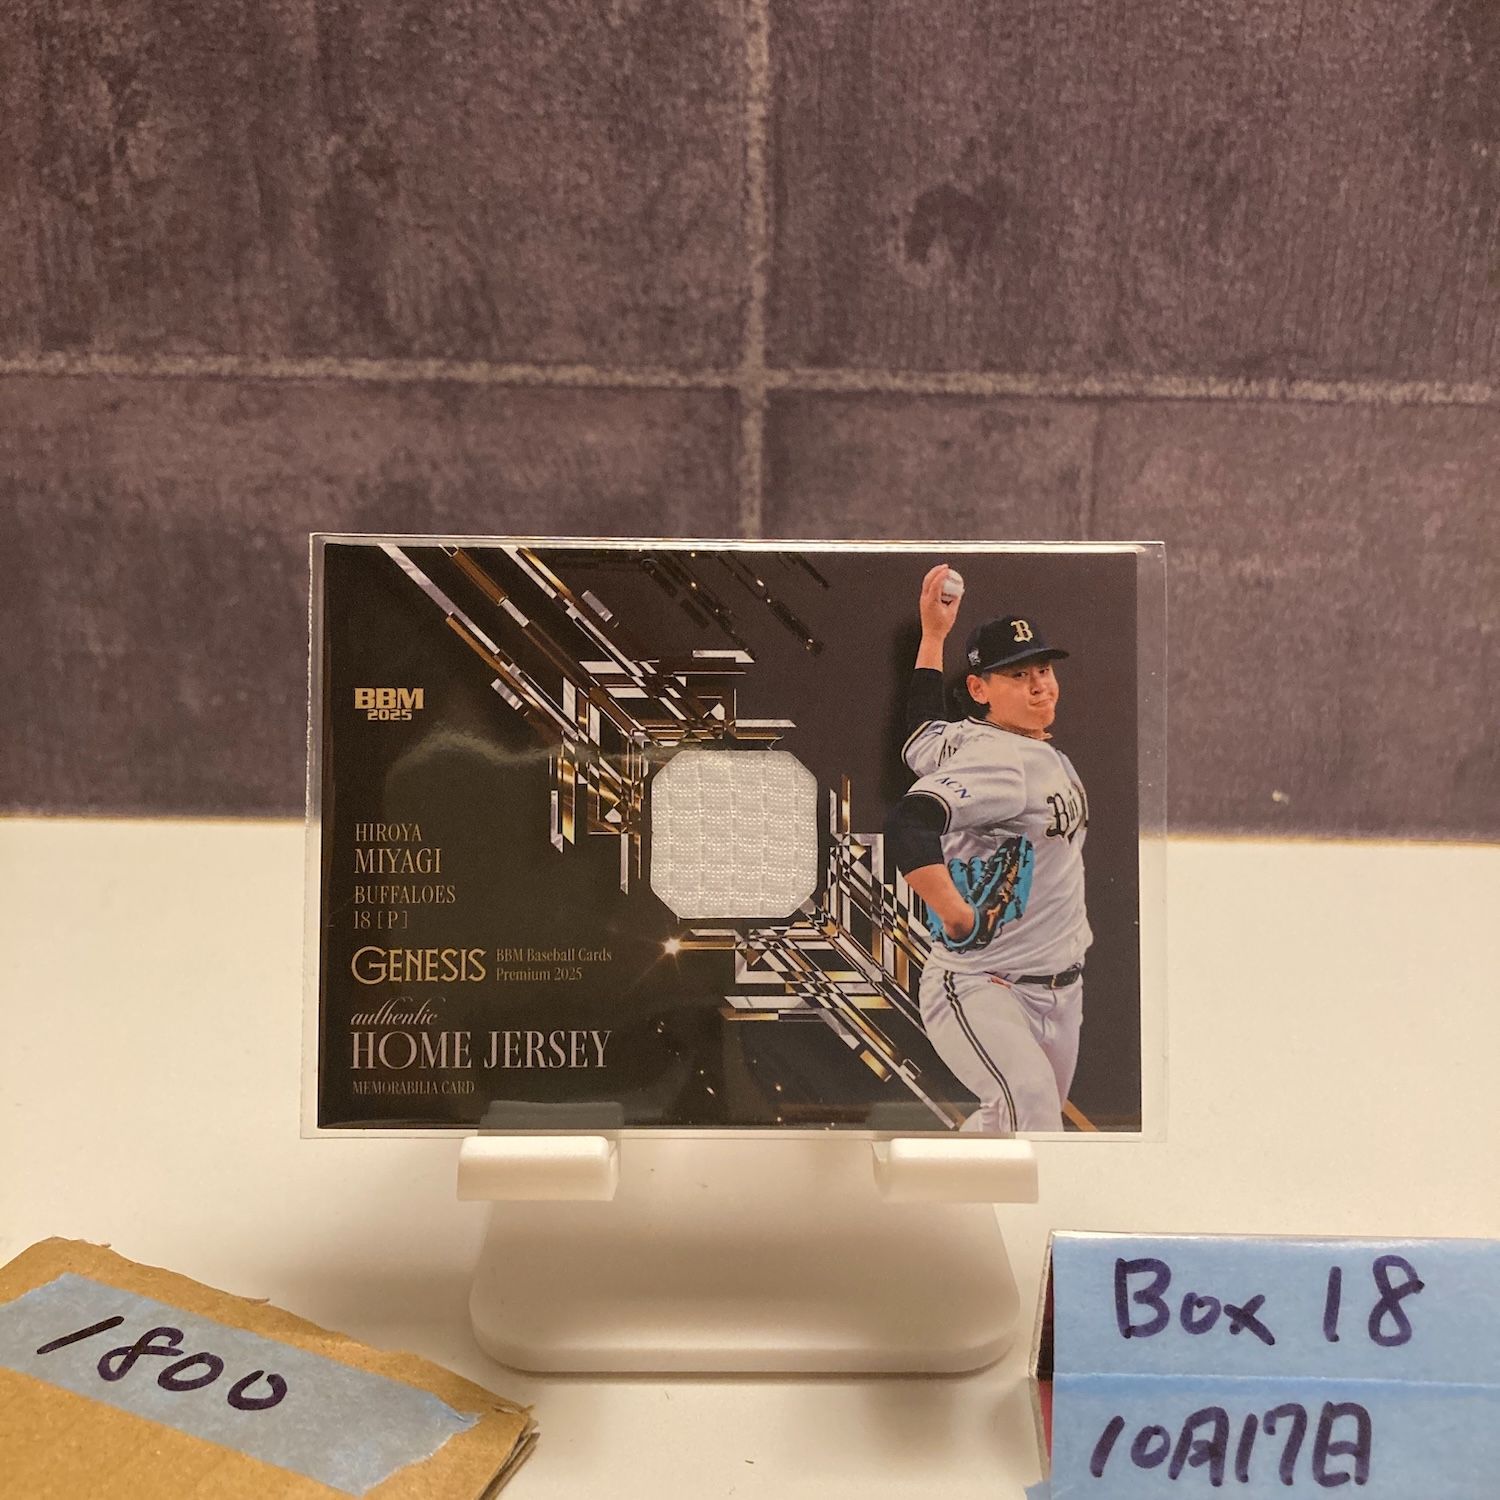 BBM
2025
HIROYA
MIYAGI
BUFFALOES
18 [P]
GENESIS BBM Baseball Cards
Premium 2025
authentic
HOME JERSEY
MEMORABILIA CARD
B
ACN
1800
Box 18
10月17日